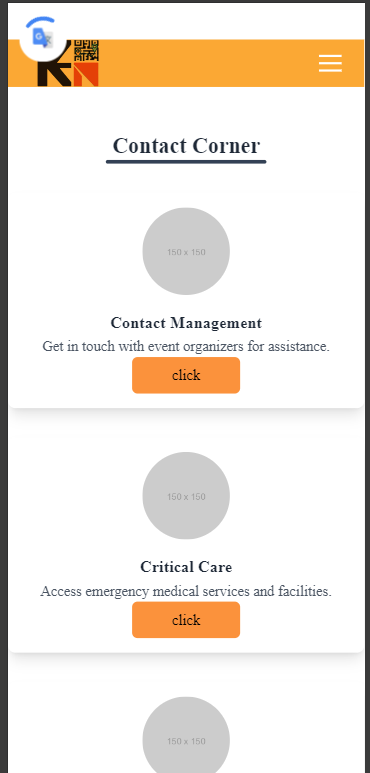 KN
Contact Corner
150 x 150
Contact Management
Get in touch with event organizers for assistance.
click
150 x 150
Critical Care
Access emergency medical services and facilities.
click
150 x 150